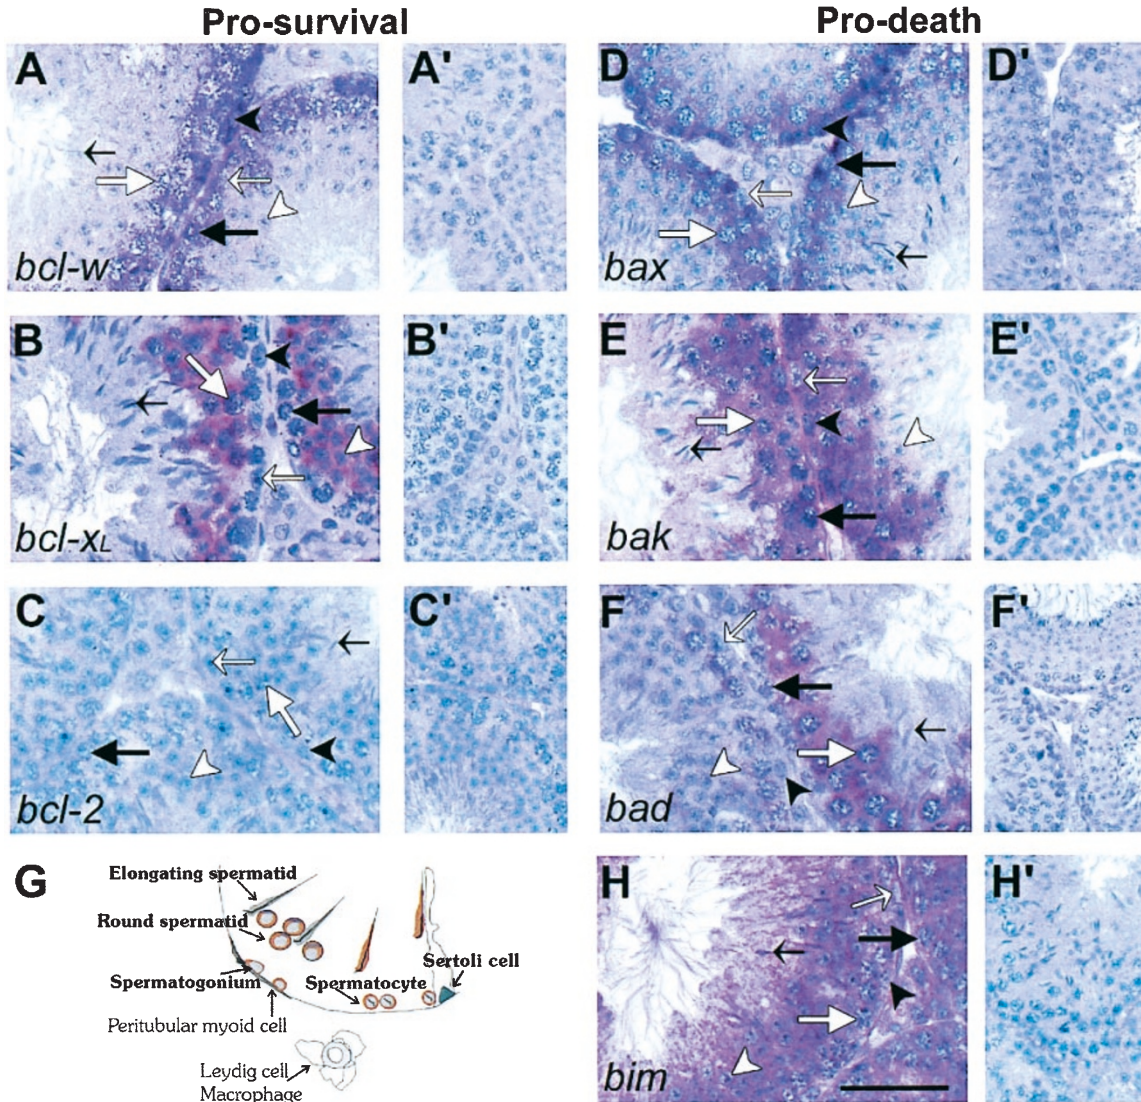 Pro-survival
Pro-death
A
A'
D
D'
bcl-w
bax
B
B'
E
E'
bcl-xL
bak
C
C'
F
F'
bcl-2
bad
G
Elongating spermatid
Round spermatid
Spermatogonium
Spermatocyte
Sertoli cell
Peritubular myoid cell
Leydig cell
Macrophage
H
H'
bim